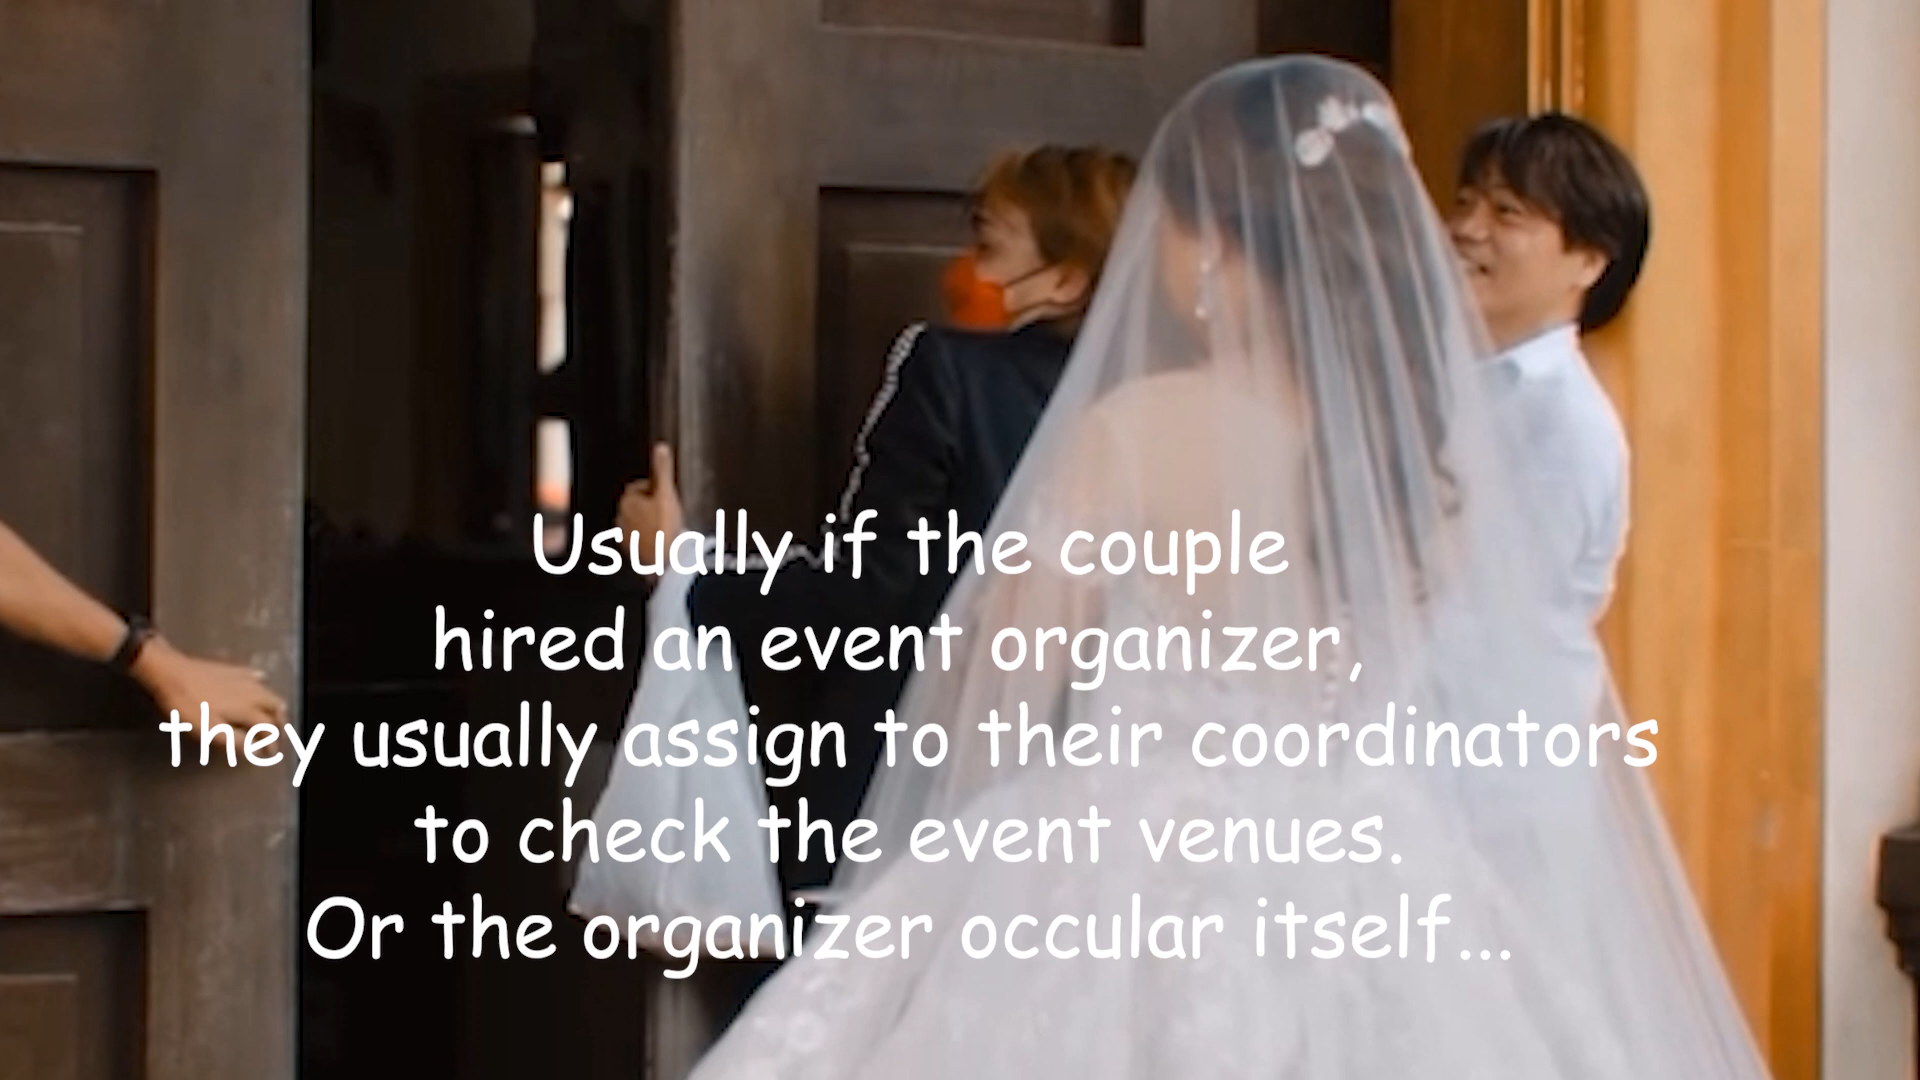 Usually if the couple
hired an event organizer,
they usually assign to their coordinators
to check the event venues.
Or the organizer occular itself...